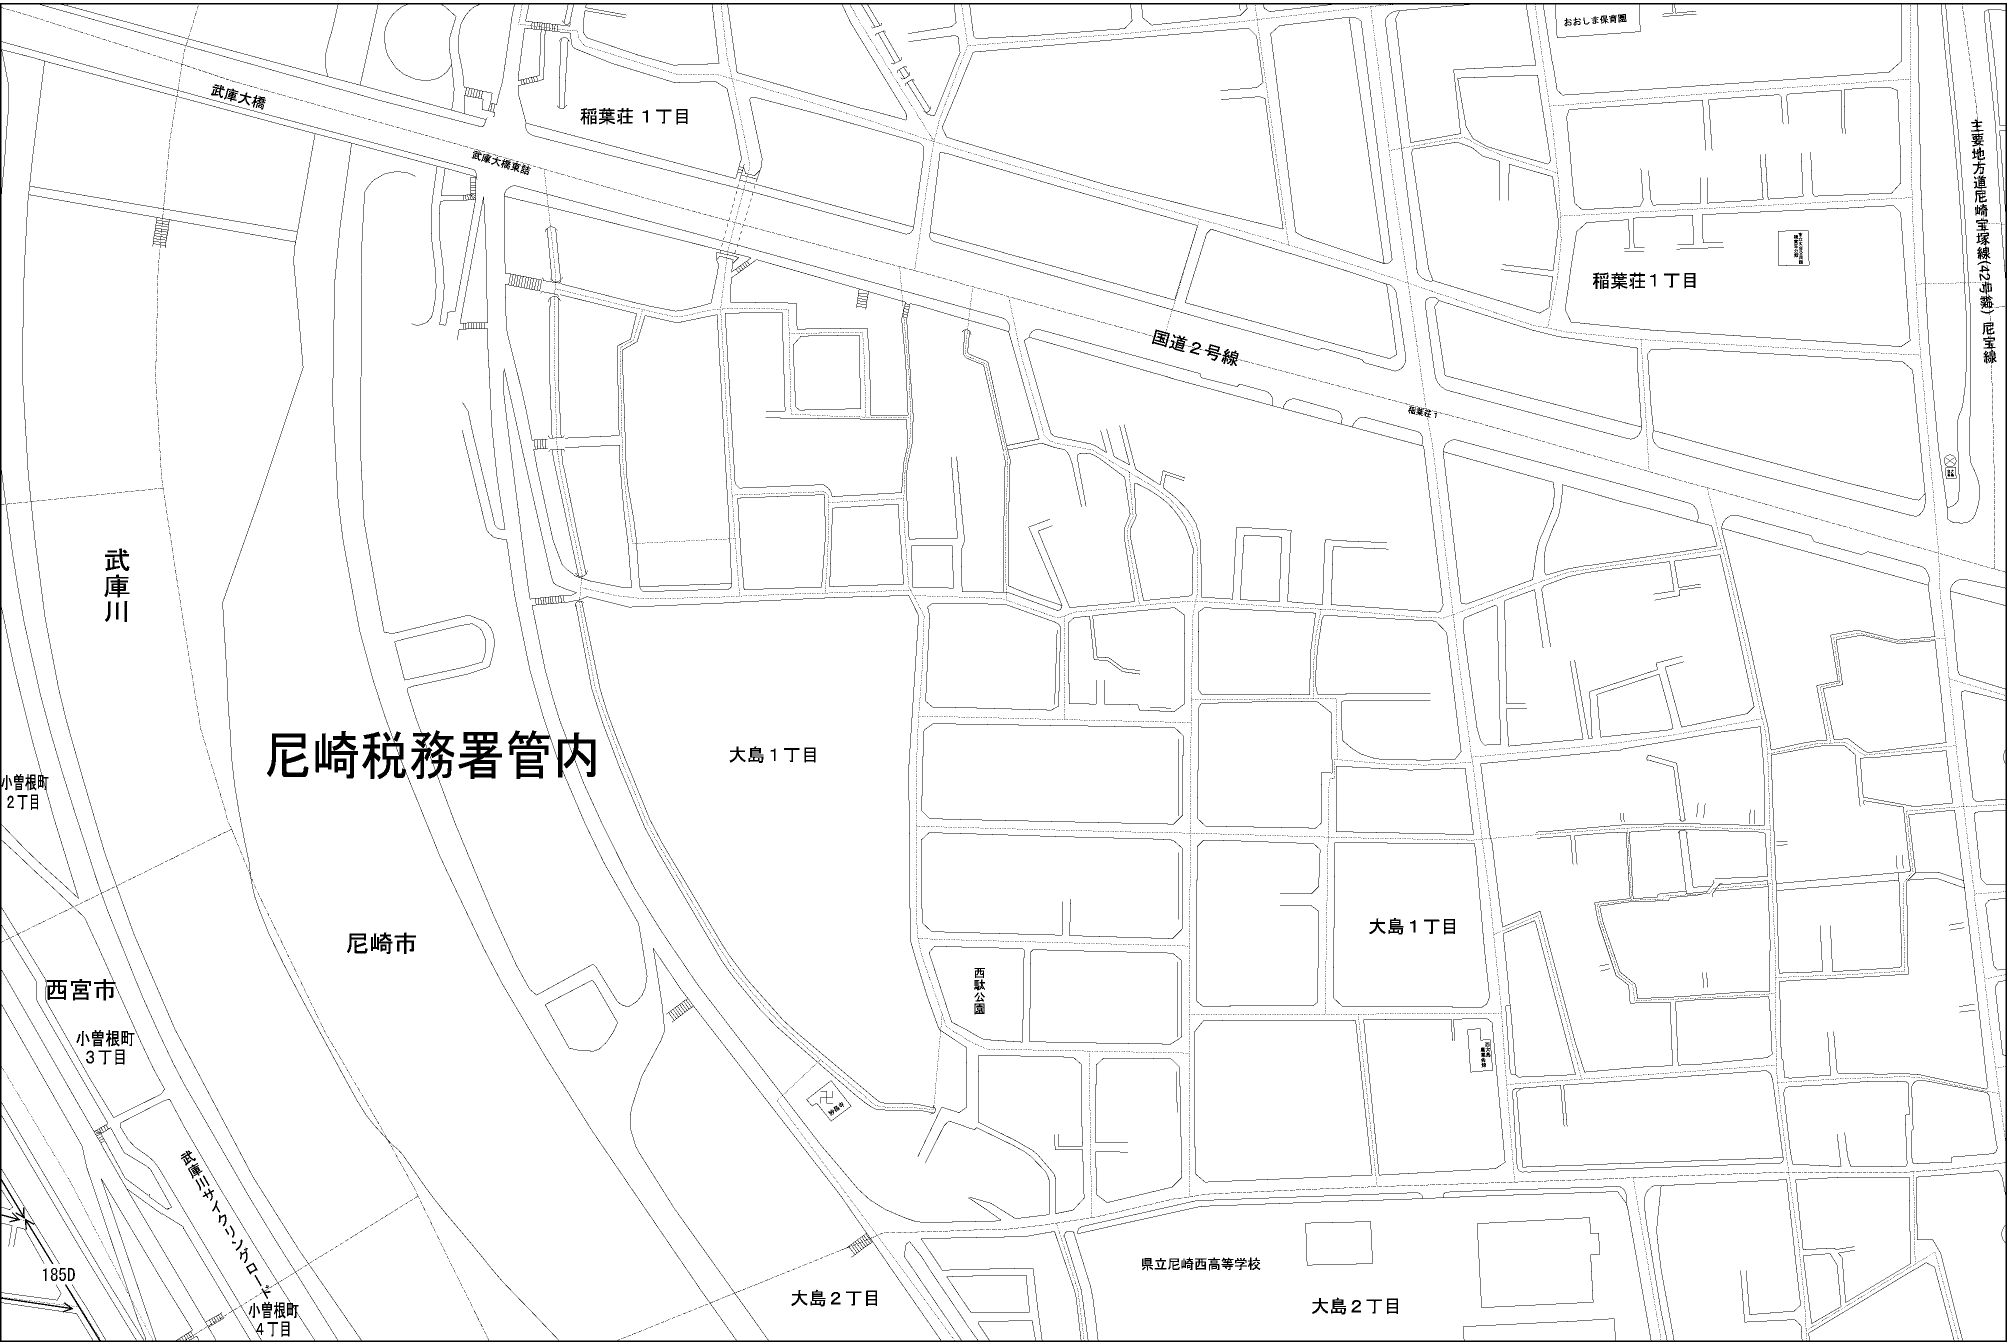 おおしま保育園
武庫大橋
稲葉荘１丁目
武庫大橋東詰
主要地方道尼崎宝塚線(42号線) 尼宝線
稲葉荘１丁目
国道２号線
稲葉荘１
武庫川
尼崎税務署管内
大島１丁目
小曽根町
２丁目
大島１丁目
尼崎市
西宮市
西駄公園
小曽根町
３丁目
武庫川サイクリングロード
185D
県立尼崎西高等学校
大島２丁目
大島２丁目
小曽根町
４丁目